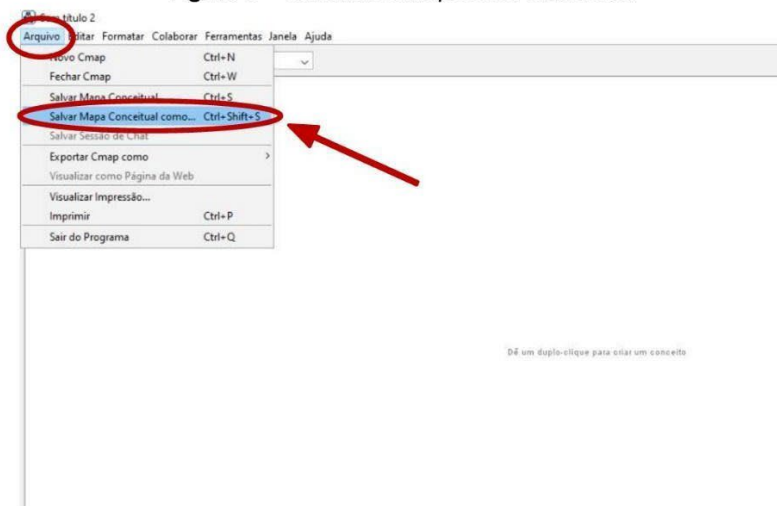 título 2
Arquivo Editar Formatar Colaborar Ferramentas Janela Ajuda
Novo Cmap Ctrl+N
Fechar Cmap Ctrl+W
Salvar Mapa Conceitual Ctrl+S
Salvar Mapa Conceitual como... Ctrl+Shift+S
Salvar Sessão de Chat
Exportar Cmap como >
Visualizar como Página da Web
Visualizar Impressão...
Imprimir Ctrl+P
Sair do Programa Ctrl+Q
Dê um duplo-clique para criar um conceito